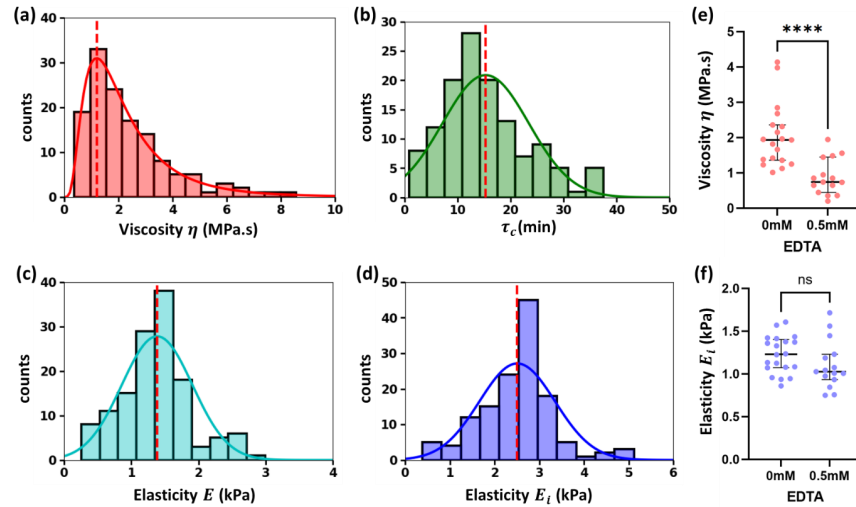 (a)
40
30
20
10
0
counts
2
4
6
8
10
Viscosity η (MPa.s)
(b)
30
25
20
15
10
5
0
counts
0
10
20
30
40
50
τc(min)
(e)
****
5
4
3
2
1
0
Viscosity η (MPa.s)
0mM
0.5mM
EDTA
(c)
40
30
20
10
0
counts
0
1
2
3
4
Elasticity E (kPa)
(d)
50
40
30
20
10
0
counts
0
1
2
3
4
5
6
Elasticity Ei (kPa)
(f)
ns
2.0
1.5
1.0
0.5
0.0
Elasticity Ei (kPa)
0mM
0.5mM
EDTA